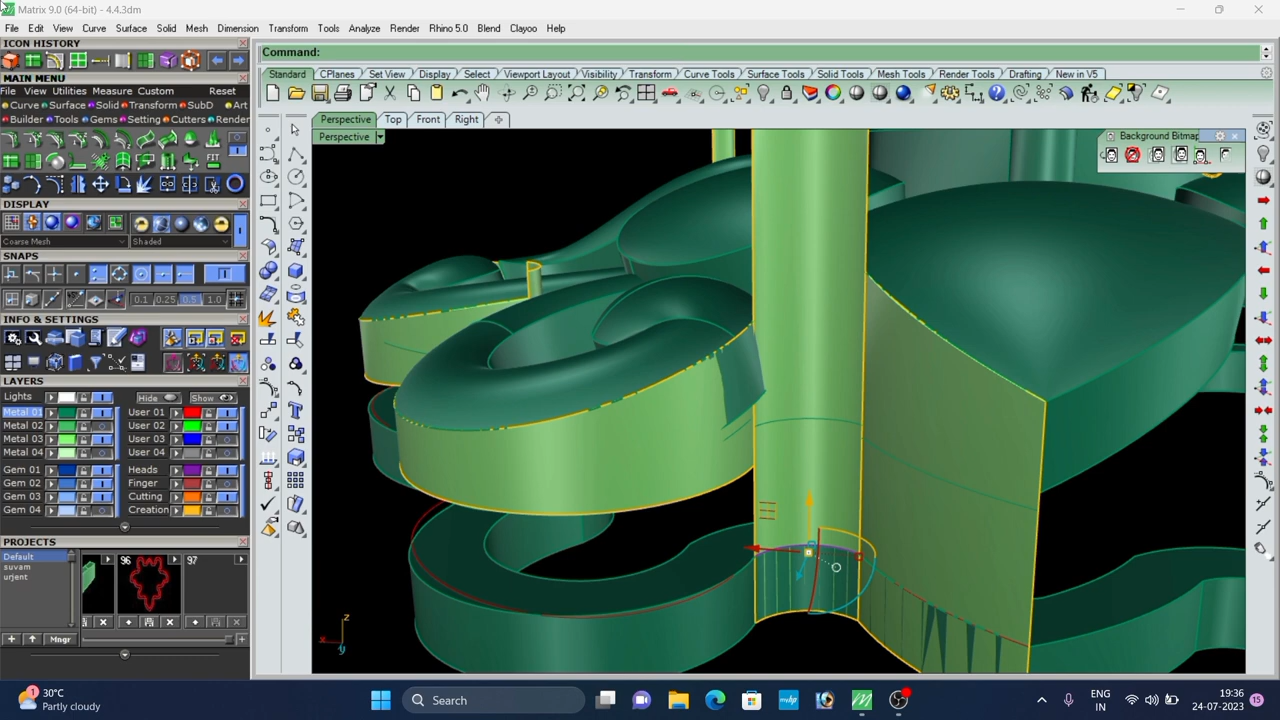 Matrix 9.0 (64-bit) - 4.4.3dm
File Edit View Curve Surface Solid Mesh Dimension Transform Tools Analyze Render Rhino 5.0 Blend Clayoo Help
ICON HISTORY
Command:
MAIN MENU
Standard CPlanes Set View Display Select Viewport Layout Visibility Transform Curve Tools Surface Tools Solid Tools Mesh Tools Render Tools Drafting New in V5
File View Utilities Measure Custom Reset
Curve Surface Solid Transform SubD Art
Builder Tools Gems Setting Cutters Render
Perspective Top Front Right
Perspective
Background Bitmap
FIT
DISPLAY
Coarse Mesh Shaded
SNAPS
0.1 0.25 0.5 1.0
INFO & SETTINGS
LAYERS
Lights Hide Show
Metal 01 User 01
Metal 02 User 02
Metal 03 User 03
Metal 04 User 04
Gem 01 Heads
Gem 02 Finger
Gem 03 Cutting
Gem 04 Creation
PROJECTS
Default
suvam
urjent
96 97
Mngr
z
x
y
1
30°C
Partly cloudy
Search
ENG
IN
19:36
24-07-2023
15